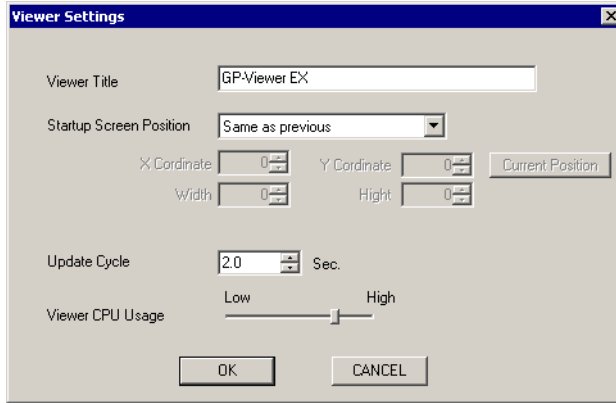 Viewer Settings
Viewer Title GP-Viewer EX
Startup Screen Position Same as previous
X Cordinate 0 Y Cordinate 0 Current Position
Width 0 Hight 0
Update Cycle 2.0 Sec.
Low High
Viewer CPU Usage
OK CANCEL